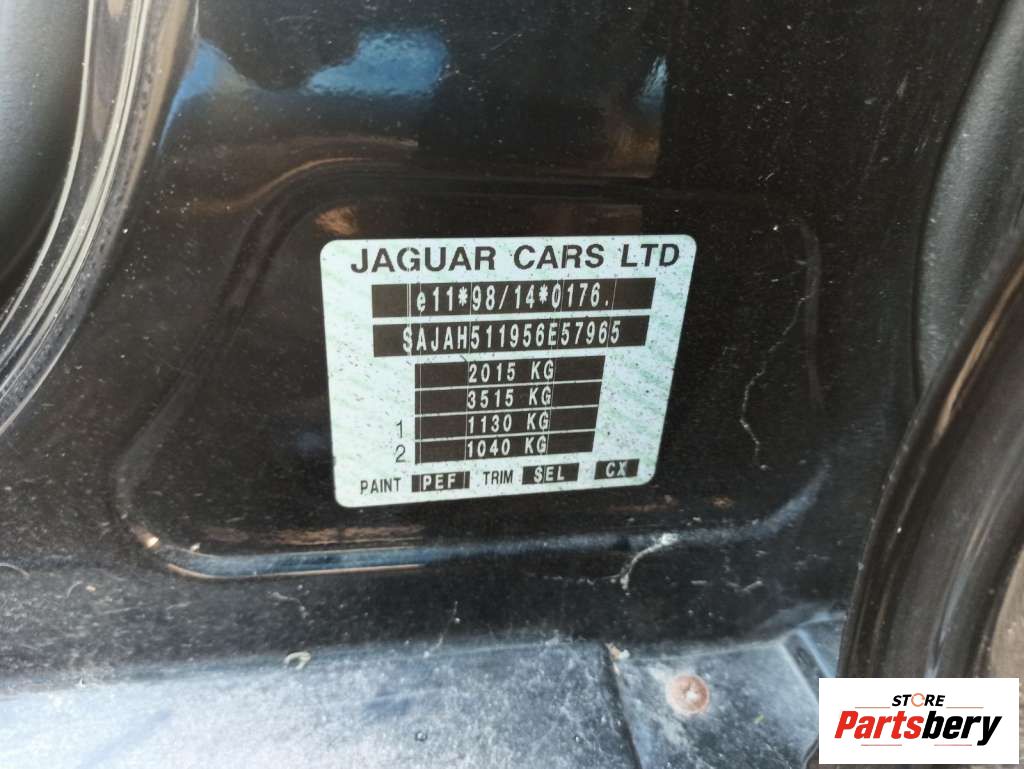 JAGUAR CARS LTD
e11*98/14*0176.
SAJAH511956E57965
2015 KG
3515 KG
1 1130 KG
2 1040 KG
PAINT PEF TRIM SEL CX
STORE
Partsbery